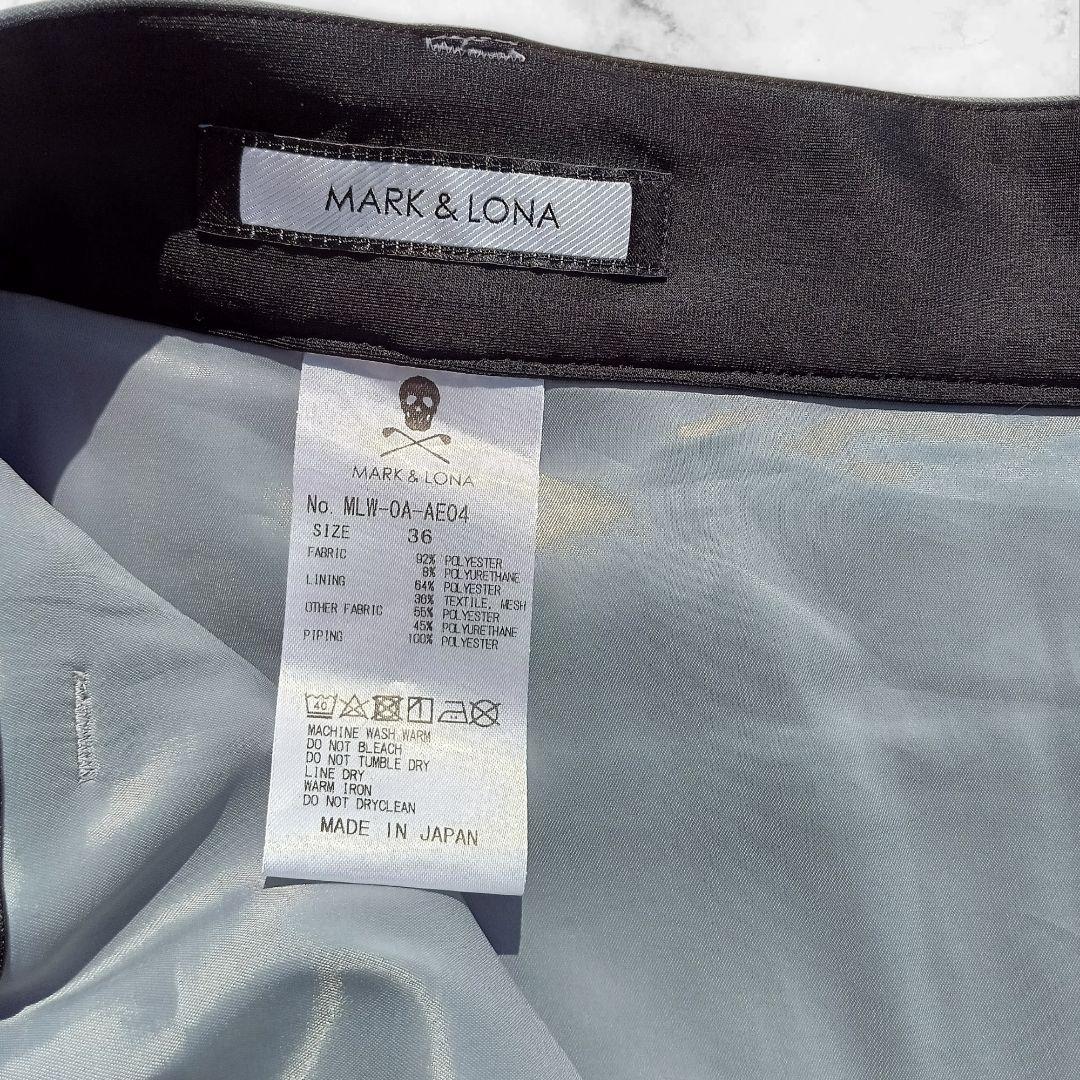 MARK & LONA
MARK & LONA
No. MLW-0A-AE04
SIZE 36
FABRIC 92% POLYESTER
8% POLYURETHANE
LINING 64% POLYESTER
36% TEXTILE, MESH
OTHER FABRIC 55% POLYESTER
45% POLYURETHANE
PIPING 100% POLYESTER
40
MACHINE WASH WARM
DO NOT BLEACH
DO NOT TUMBLE DRY
LINE DRY
WARM IRON
DO NOT DRYCLEAN
MADE IN JAPAN